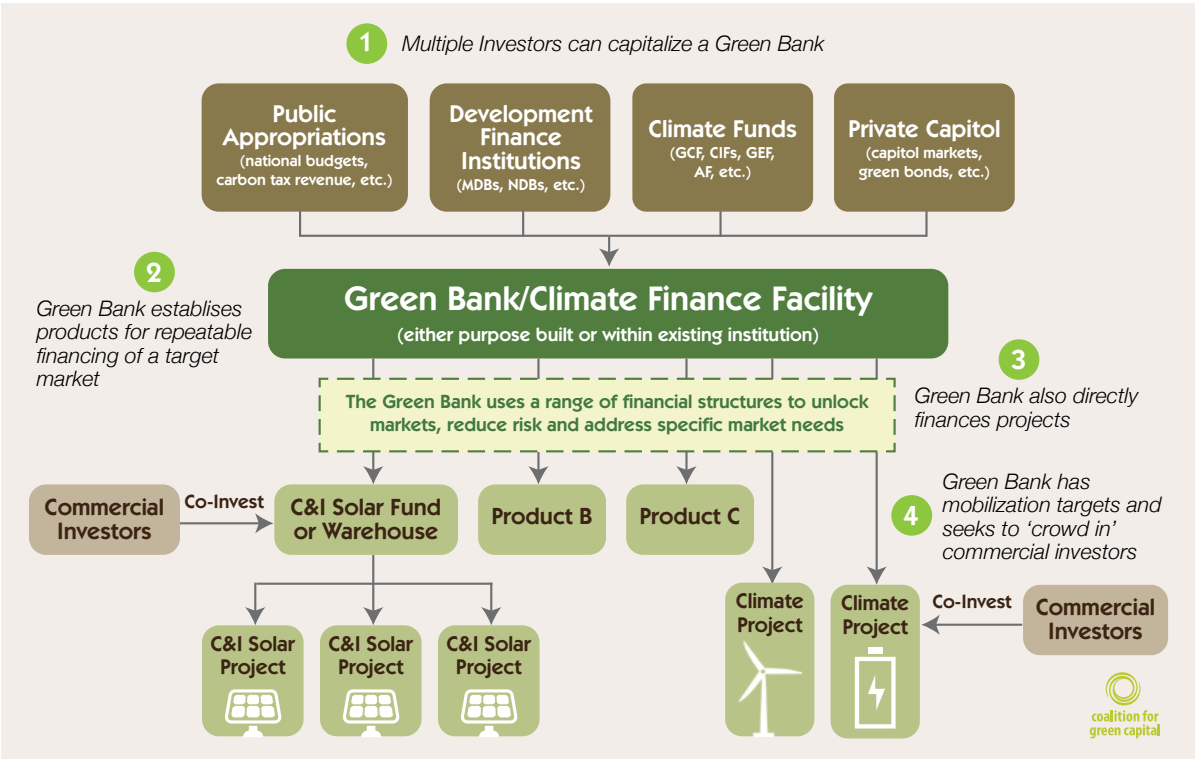 1
Multiple Investors can capitalize a Green Bank
Public
Appropriations
(national budgets,
carbon tax revenue, etc.)
Development
Finance
Institutions
(MDBs, NDBs, etc.)
Climate Funds
(GCF, CIFs, GEF,
AF, etc.)
Private Capitol
(capitol markets,
green bonds, etc.)
2
Green Bank establises
products for repeatable
financing of a target
market
Green Bank/Climate Finance Facility
(either purpose built or within existing institution)
3
Green Bank also directly
finances projects
The Green Bank uses a range of financial structures to unlock
markets, reduce risk and address specific market needs
Commercial
Investors
Co-Invest
C&I Solar Fund
or Warehouse
Product B
Product C
4
Green Bank has
mobilization targets and
seeks to ‘crowd in’
commercial investors
C&I Solar
Project
C&I Solar
Project
C&I Solar
Project
Climate
Project
Climate
Project
Co-Invest
Commercial
Investors
coalition for
green capital